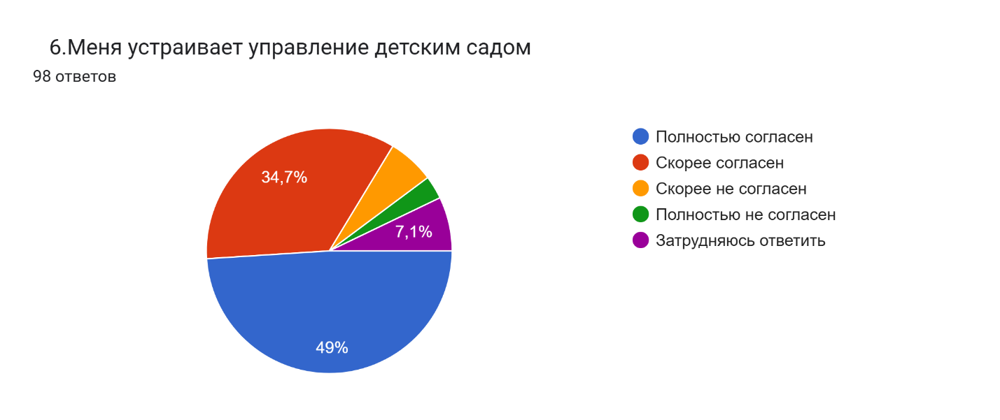 6.Меня устраивает управление детским садом
98 ответов
34,7%
7,1%
49%
Полностью согласен
Скорее согласен
Скорее не согласен
Полностью не согласен
Затрудняюсь ответить